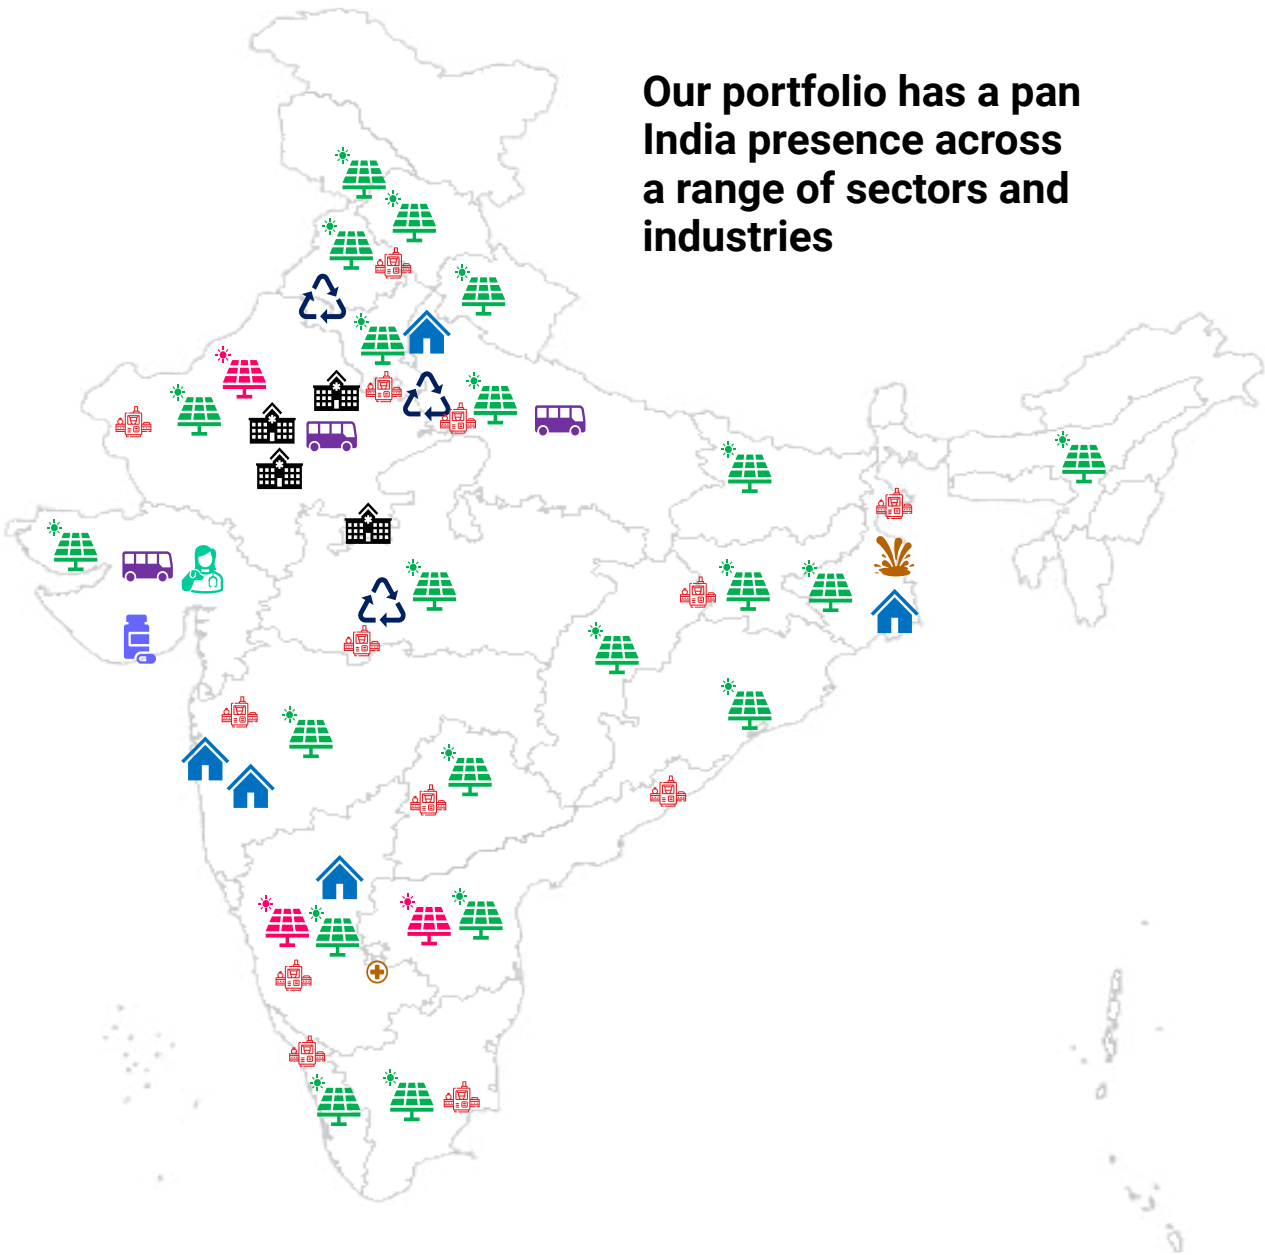 Our portfolio has a pan
India presence across
a range of sectors and
industries